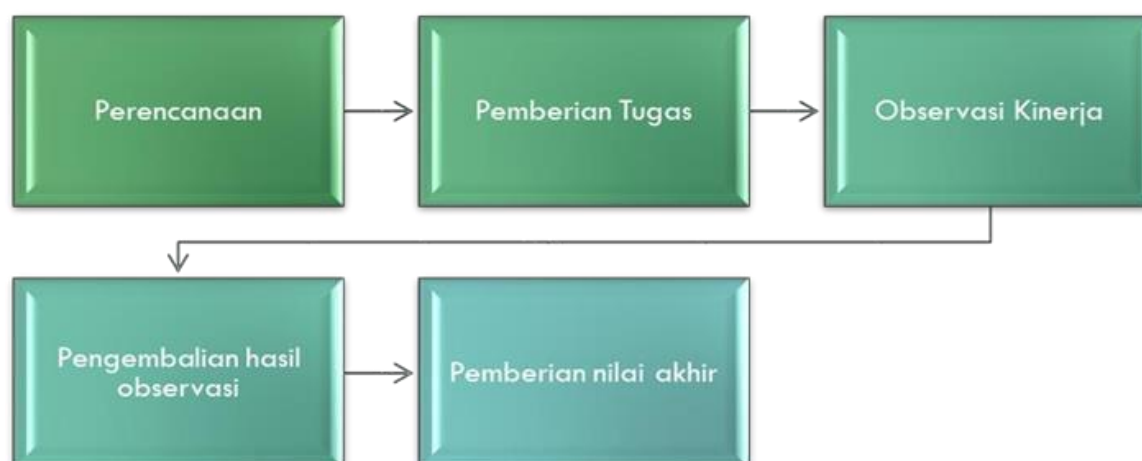 Perencanaan
Pemberian Tugas
Observasi Kinerja
Pengembalian hasil
observasi
Pemberian nilai akhir